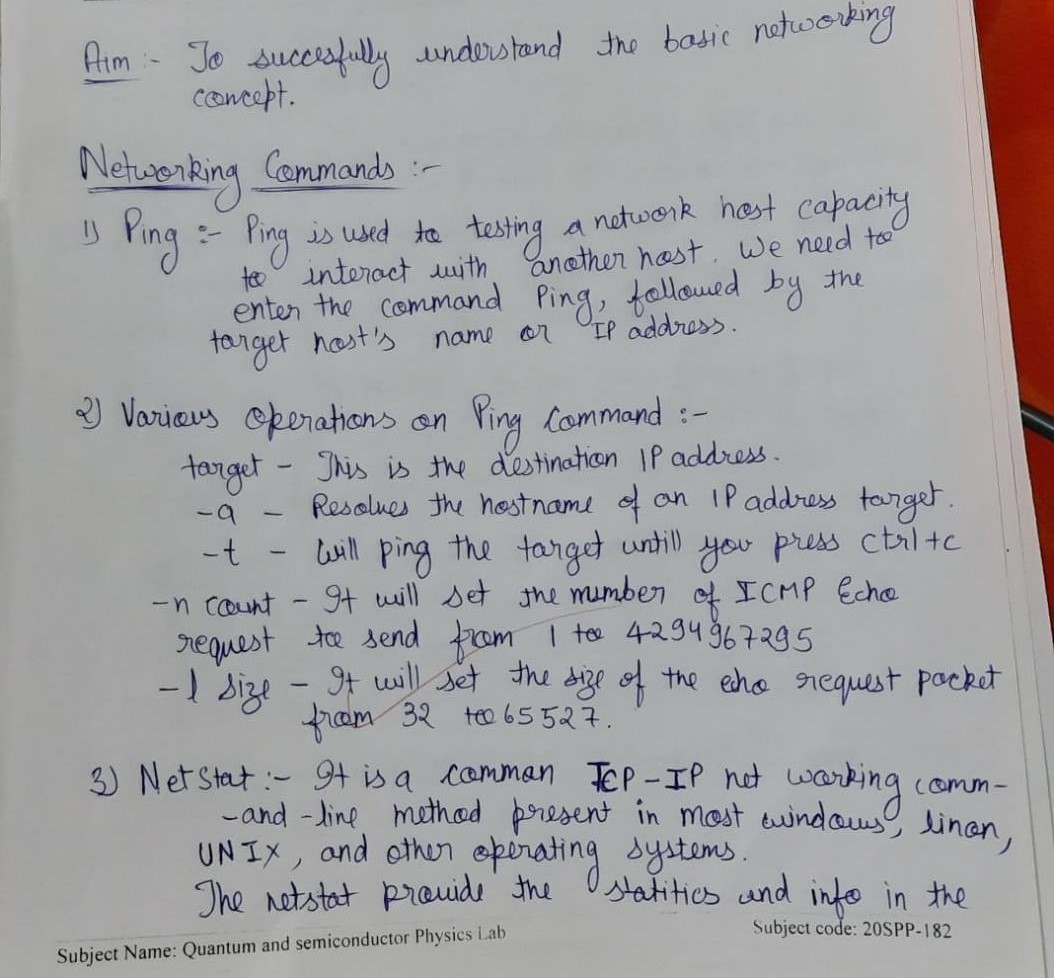 Aim :- To succesfully understand the basic networking
concept.
Networking Commands :-
1) Ping :- Ping is used to testing a network host capacity
to interact with another host. We need to
enter the command Ping, followed by the
target host's name or IP address.
2) Various Operations on Ping Command :-
target - This is the destination IP address.
-a - Resolves the hostname of an IP address target.
-t - Will ping the target untill you press ctrl+c
-n count - It will set the number of ICMP Echo
request to send from 1 to 4294967295
-l size - It will set the size of the echo request packet
from 32 to 65527.
3) NetStat :- It is a common TCP-IP net working comm-
-and -line method present in most windows, linon,
UNIX, and other operating systems.
The netstat provide the statitics and info in the
Subject Name: Quantum and semiconductor Physics Lab
Subject code: 20SPP-182